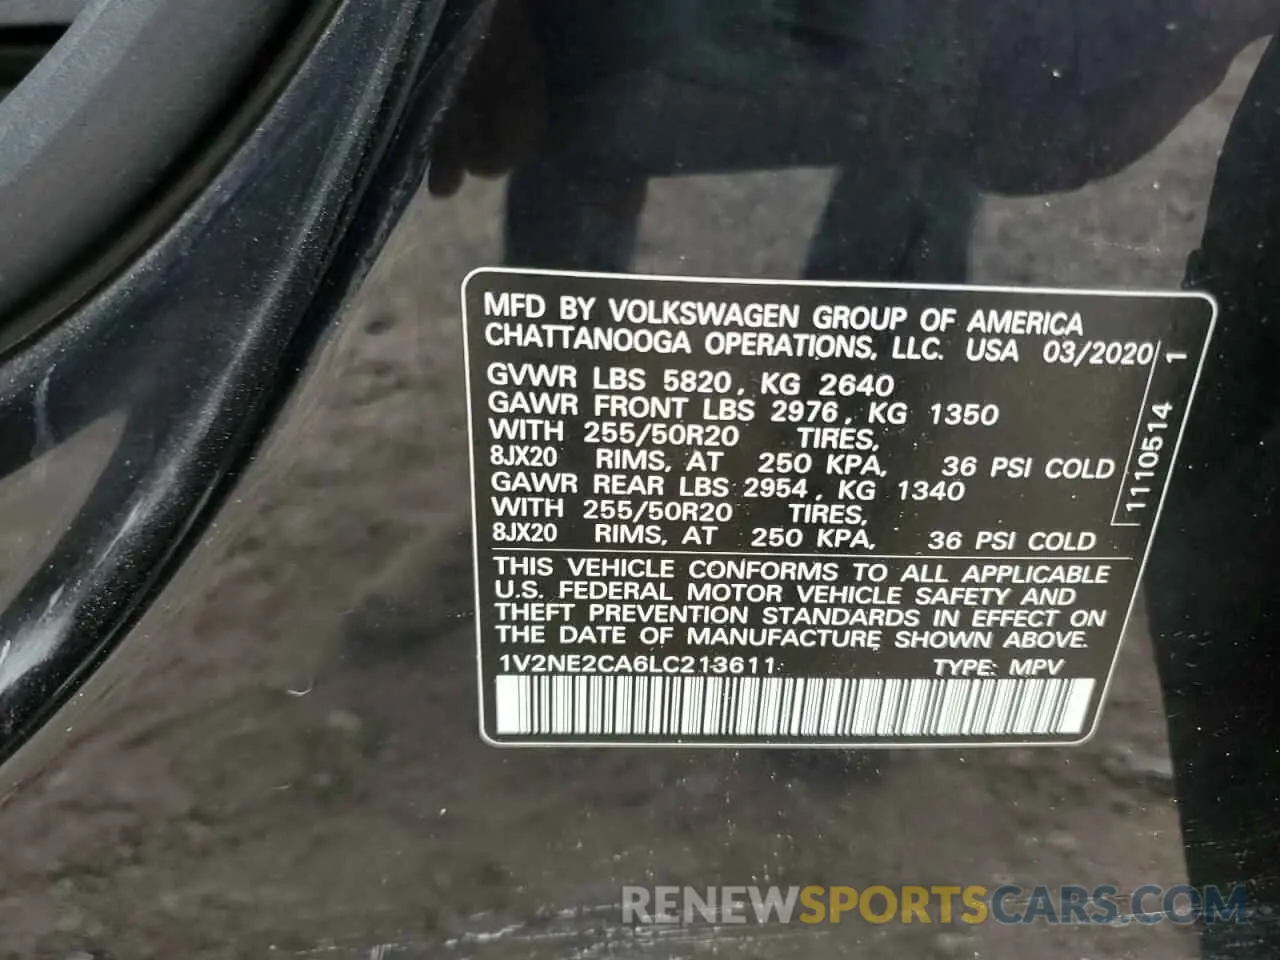 MFD BY VOLKSWAGEN GROUP OF AMERICA
CHATTANOOGA OPERATIONS, LLC. USA 03/2020
GVWR LBS 5820, KG 2640
GAWR FRONT LBS 2976, KG 1350
WITH 255/50R20 TIRES,
8JX20 RIMS, AT 250 KPA, 36 PSI COLD
GAWR REAR LBS 2954, KG 1340
WITH 255/50R20 TIRES,
8JX20 RIMS, AT 250 KPA, 36 PSI COLD
THIS VEHICLE CONFORMS TO ALL APPLICABLE
U.S. FEDERAL MOTOR VEHICLE SAFETY AND
THEFT PREVENTION STANDARDS IN EFFECT ON
THE DATE OF MANUFACTURE SHOWN ABOVE.
1V2NE2CA6LC213611 TYPE: MPV
1110514 1
RENEWSPORTSCARS.COM